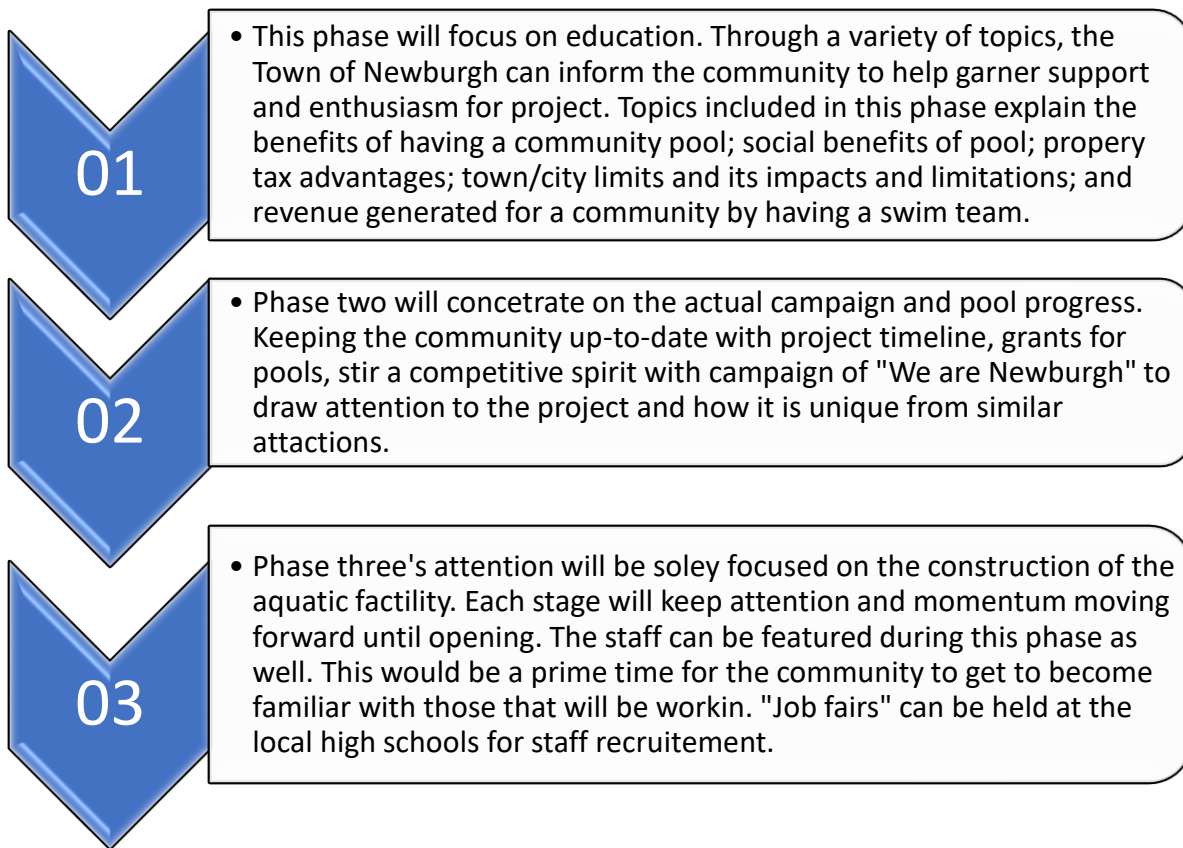 01
• This phase will focus on education. Through a variety of topics, the
Town of Newburgh can inform the community to help garner support
and enthusiasm for project. Topics included in this phase explain the
benefits of having a community pool; social benefits of pool; propery
tax advantages; town/city limits and its impacts and limitations; and
revenue generated for a community by having a swim team.
02
• Phase two will concetrate on the actual campaign and pool progress.
Keeping the community up-to-date with project timeline, grants for
pools, stir a competitive spirit with campaign of "We are Newburgh" to
draw attention to the project and how it is unique from similar
attactions.
03
• Phase three's attention will be soley focused on the construction of the
aquatic factility. Each stage will keep attention and momentum moving
forward until opening. The staff can be featured during this phase as
well. This would be a prime time for the community to get to become
familiar with those that will be workin. "Job fairs" can be held at the
local high schools for staff recruitement.